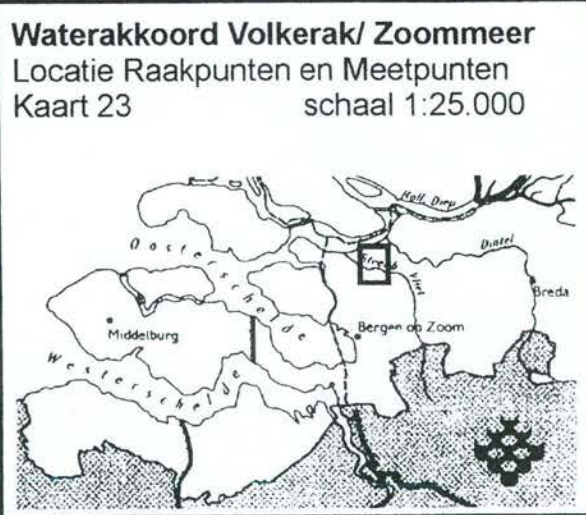 Waterakkoord Volkerak/ Zoommeer
Locatie Raakpunten en Meetpunten
Kaart 23 schaal 1:25.000
Holl. Diep
Oosterschelde
Dintel
Vliet
Breda
Middelburg
Bergen op Zoom
Westerschelde